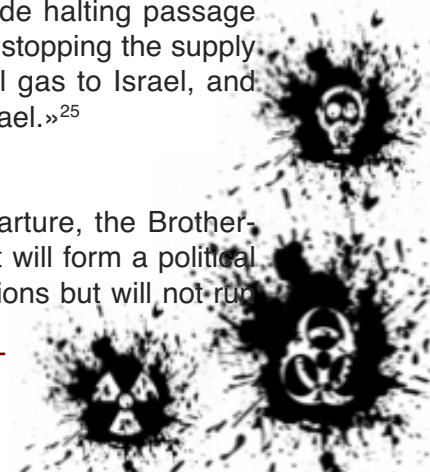 de halting passage
stopping the supply
l gas to Israel, and
ael.»25
arture, the Brother-
t will form a political
ions but will not run